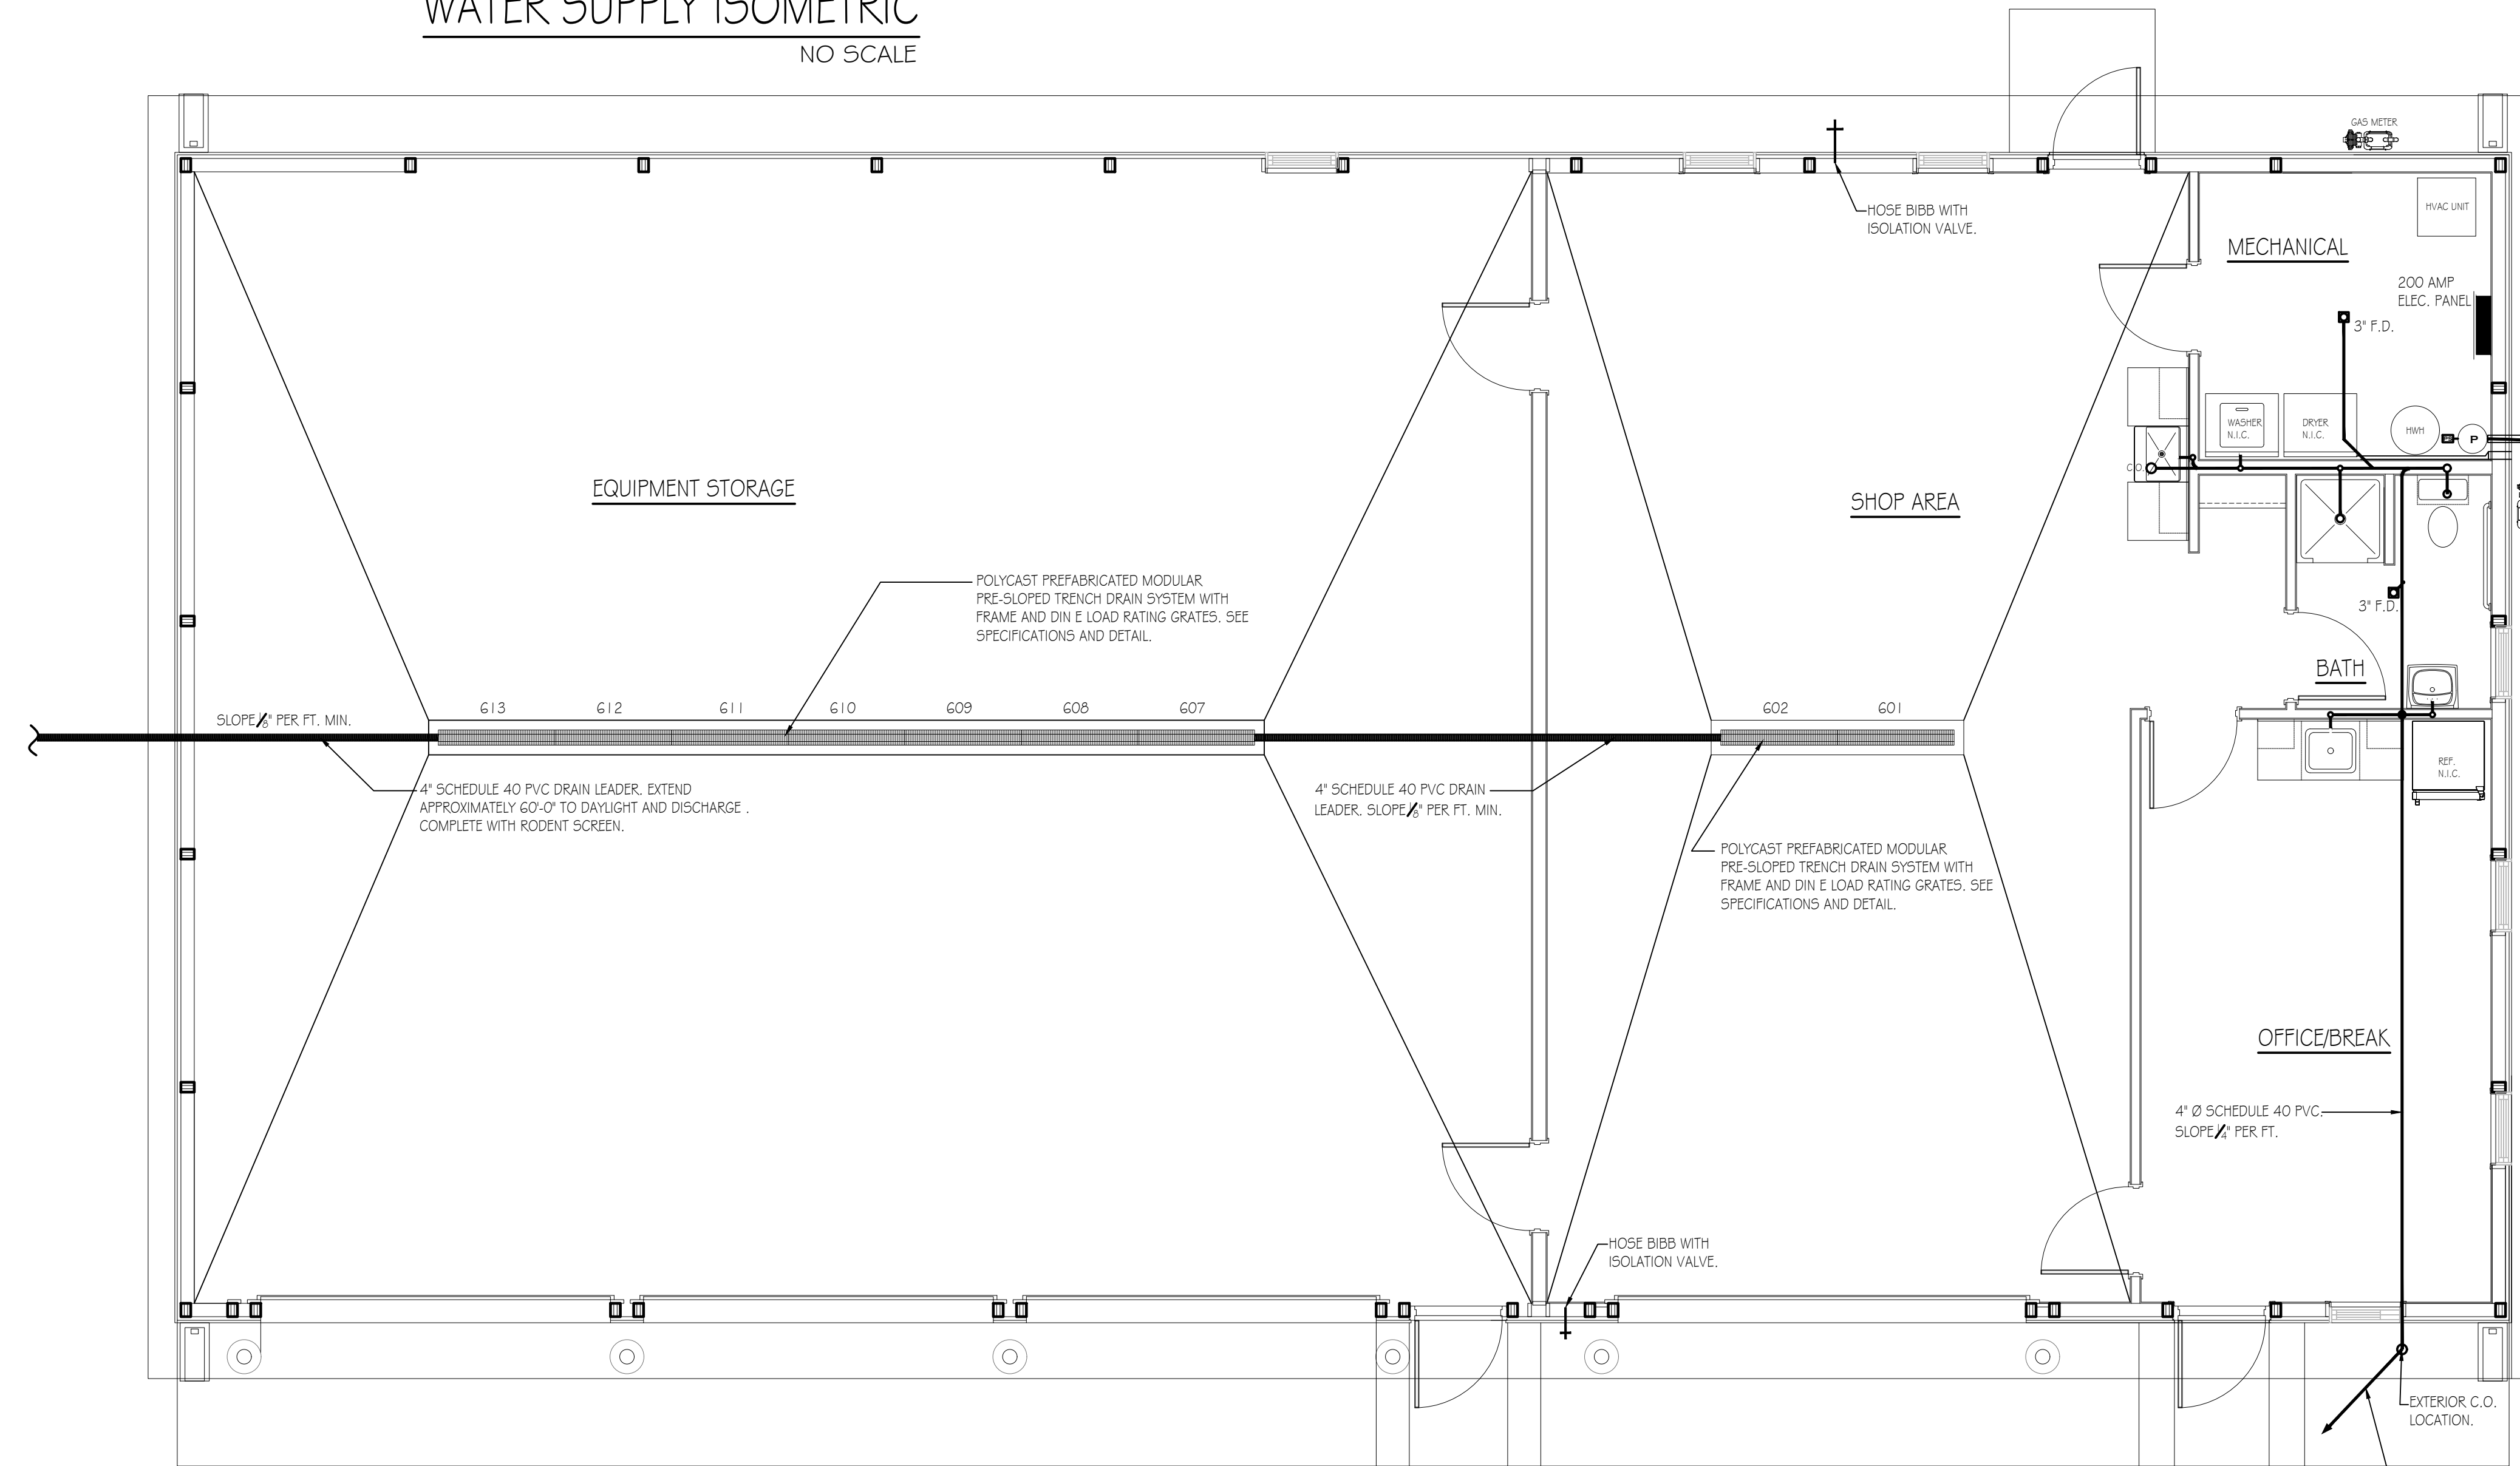 WATER SUPPLY ISOMETRIC
NO SCALE
GAS METER
HOSE BIBB WITH
ISOLATION VALVE.
HVAC UNIT
MECHANICAL
200 AMP
ELEC. PANEL
3" F.D.
WASHER
N.I.C.
DRYER
N.I.C.
HWH
P
C.O.
EQUIPMENT STORAGE
SHOP AREA
POLYCAST PREFABRICATED MODULAR
PRE-SLOPED TRENCH DRAIN SYSTEM WITH
FRAME AND DIN E LOAD RATING GRATES. SEE
SPECIFICATIONS AND DETAIL.
3" F.D.
BATH
613 612 611 610 609 608 607
602 601
SLOPE 1/8" PER FT. MIN.
4" SCHEDULE 40 PVC DRAIN LEADER. EXTEND
APPROXIMATELY 60'-0" TO DAYLIGHT AND DISCHARGE .
COMPLETE WITH RODENT SCREEN.
4" SCHEDULE 40 PVC DRAIN
LEADER. SLOPE 1/8" PER FT. MIN.
REF.
N.I.C.
POLYCAST PREFABRICATED MODULAR
PRE-SLOPED TRENCH DRAIN SYSTEM WITH
FRAME AND DIN E LOAD RATING GRATES. SEE
SPECIFICATIONS AND DETAIL.
OFFICE/BREAK
4" Ø SCHEDULE 40 PVC.
SLOPE 1/4" PER FT.
HOSE BIBB WITH
ISOLATION VALVE.
EXTERIOR C.O.
LOCATION.